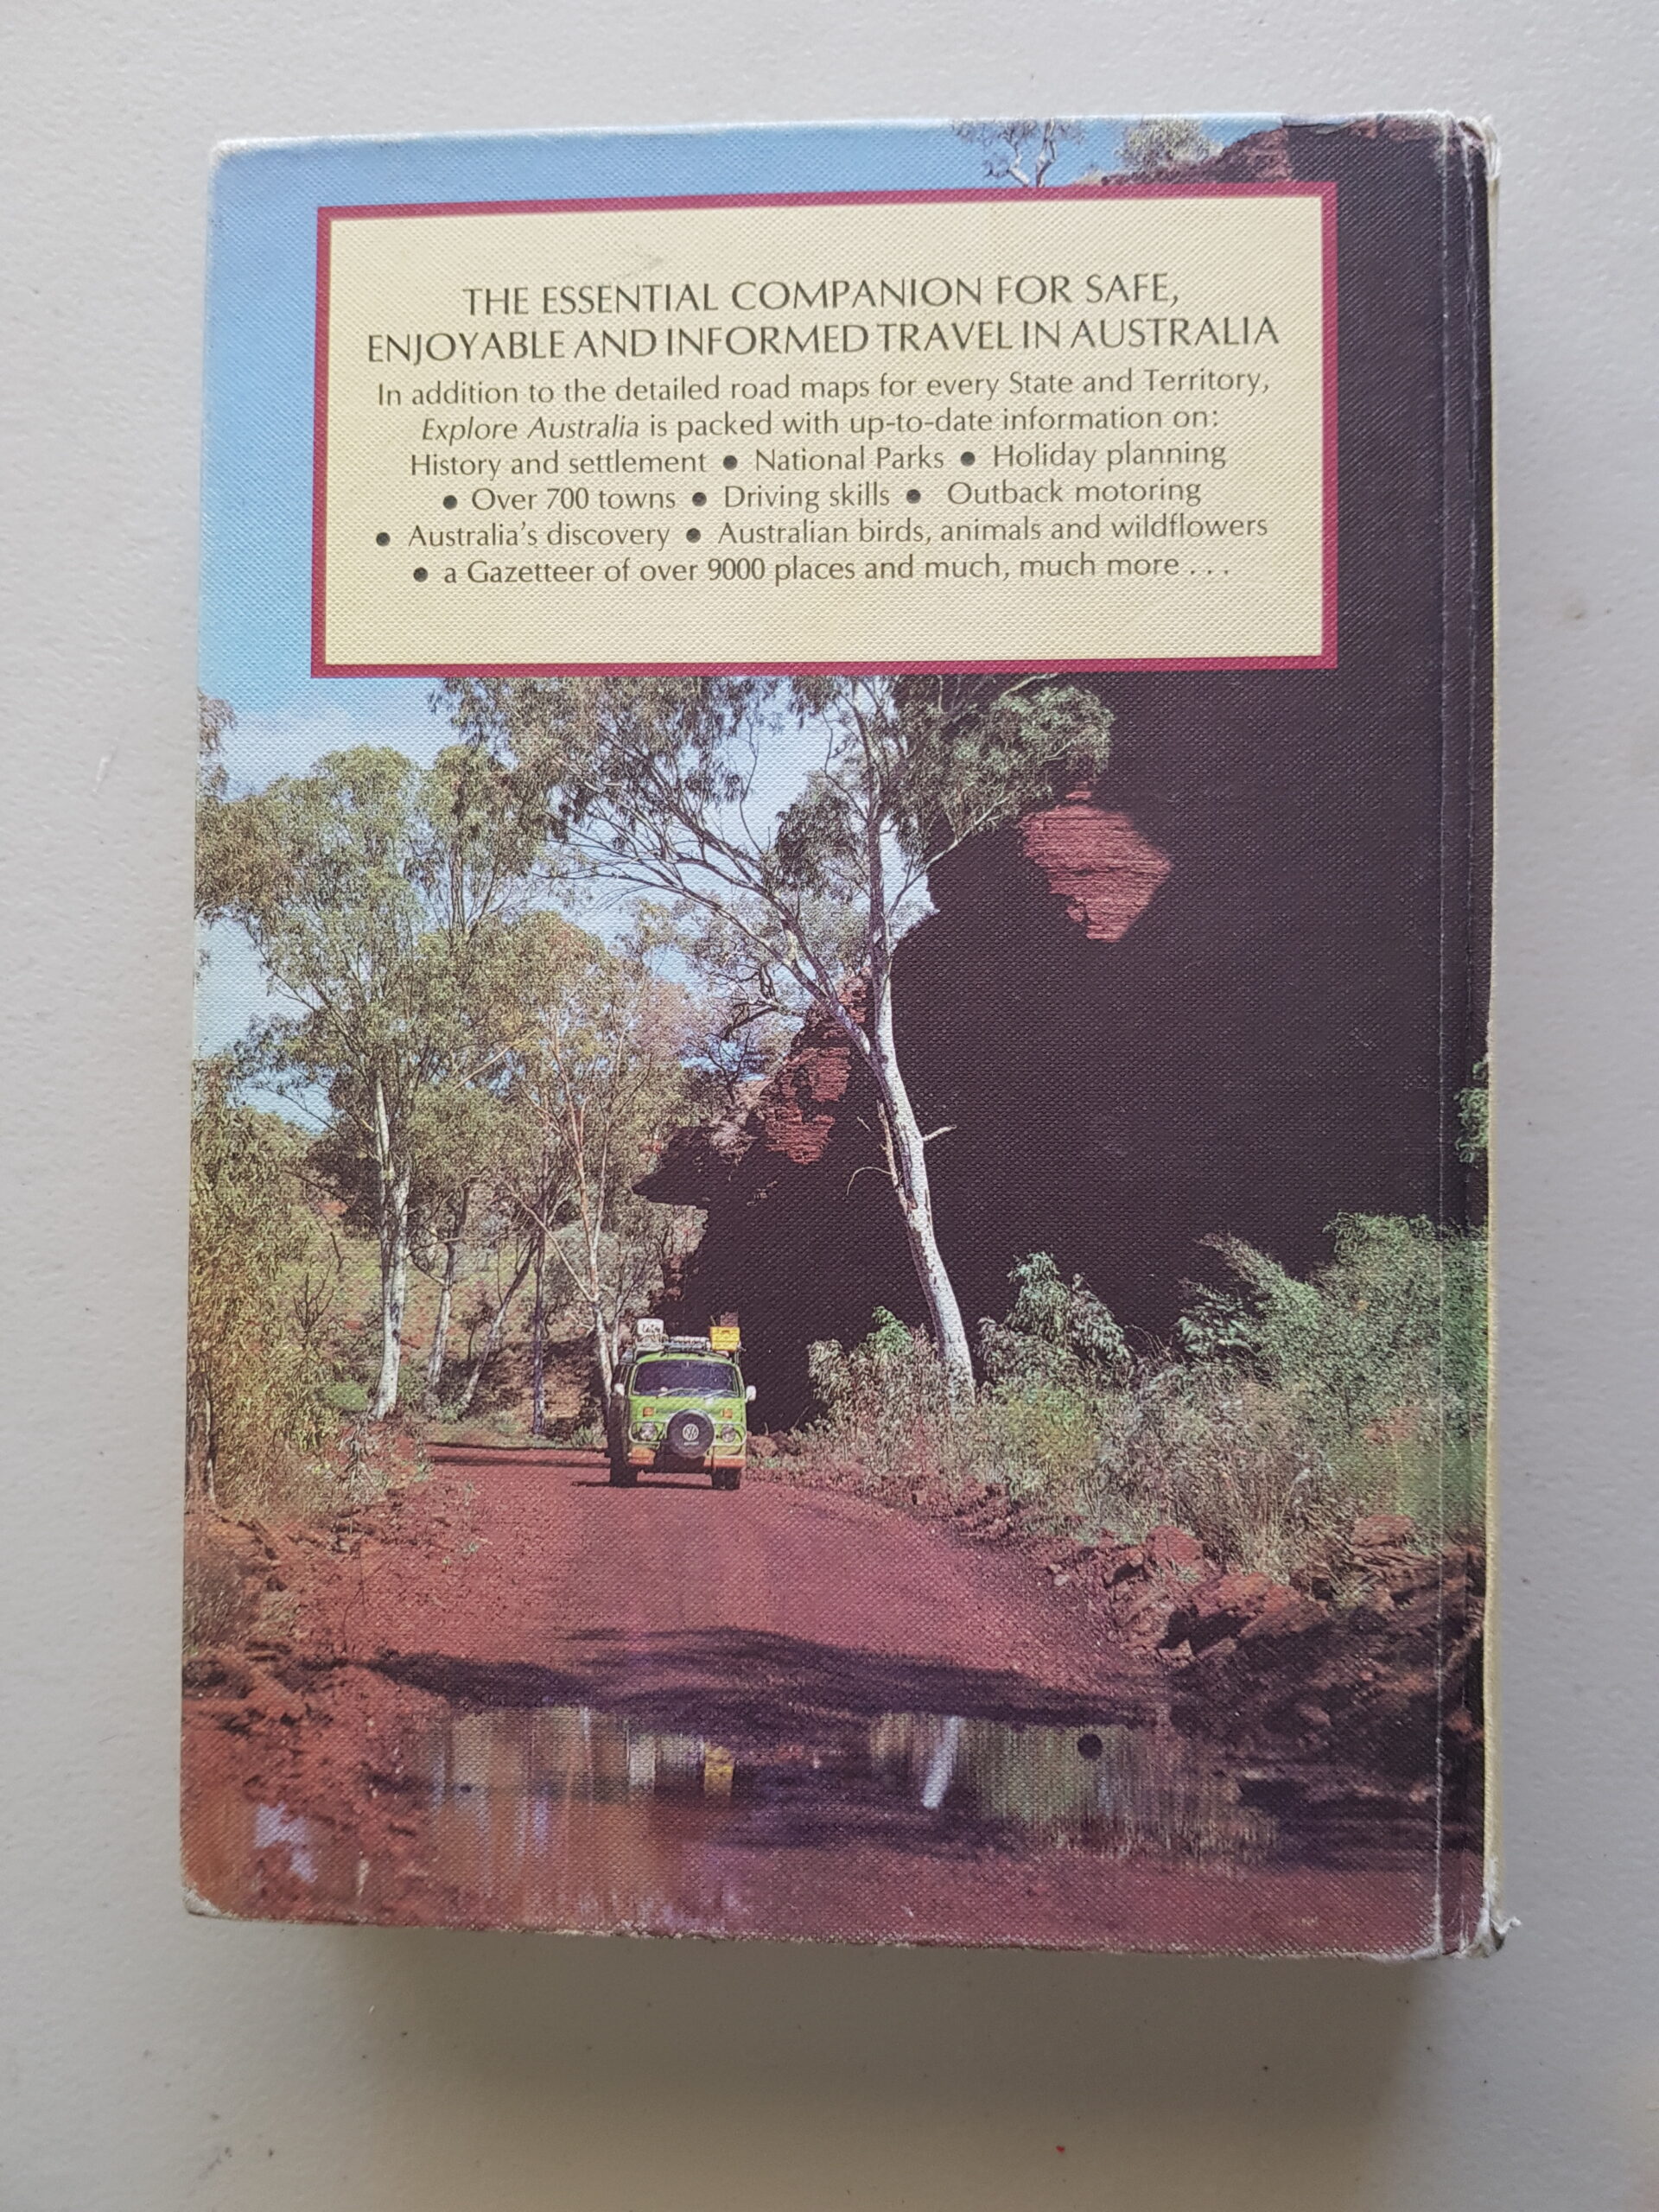 THE ESSENTIAL COMPANION FOR SAFE,
ENJOYABLE AND INFORMED TRAVEL IN AUSTRALIA
In addition to the detailed road maps for every State and Territory,
Explore Australia is packed with up-to-date information on:
History and settlement ● National Parks ● Holiday planning
● Over 700 towns ● Driving skills ● Outback motoring
● Australia's discovery ● Australian birds, animals and wildflowers
● a Gazetteer of over 9000 places and much, much more . . .